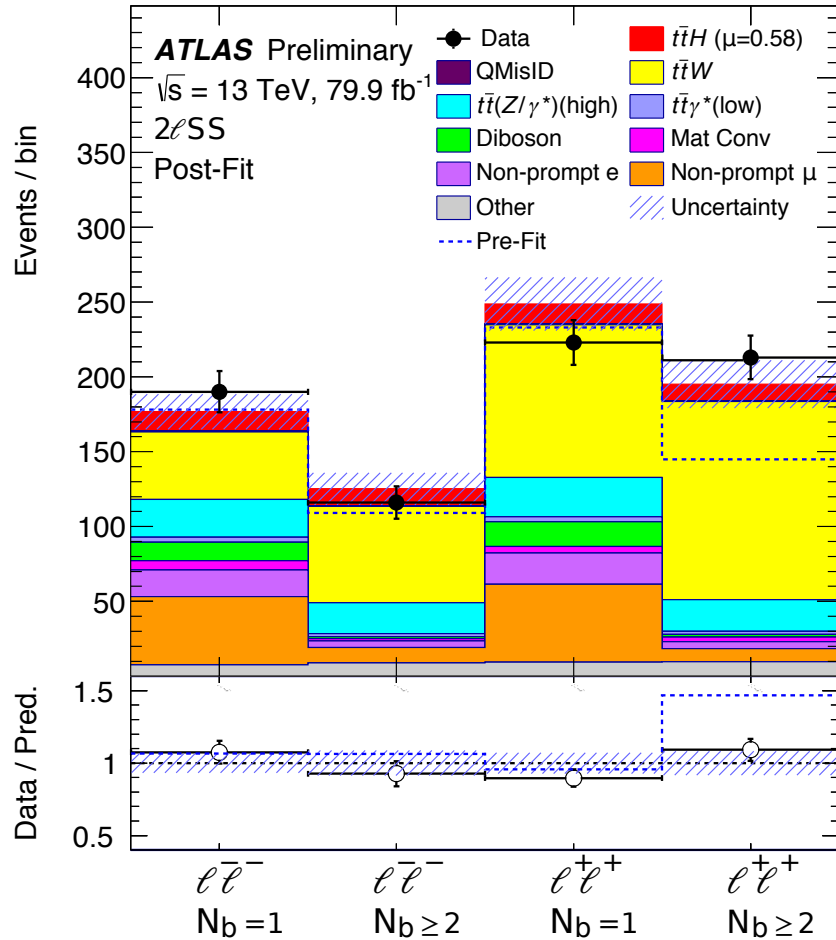 ATLAS Preliminary
√s = 13 TeV, 79.9 fb⁻¹
2ℓSS
Post-Fit
Data
tt̄H (μ=0.58)
QMisID
tt̄W
tt̄(Z/γ*)(high)
tt̄γ*(low)
Diboson
Mat Conv
Non-prompt e
Non-prompt μ
Other
Uncertainty
Pre-Fit
Events / bin
400
350
300
250
200
150
100
50
Data / Pred.
1.5
1
0.5
ℓ⁻ℓ⁻
N_b = 1
ℓ⁻ℓ⁻
N_b ≥ 2
ℓ⁺ℓ⁺
N_b = 1
ℓ⁺ℓ⁺
N_b ≥ 2